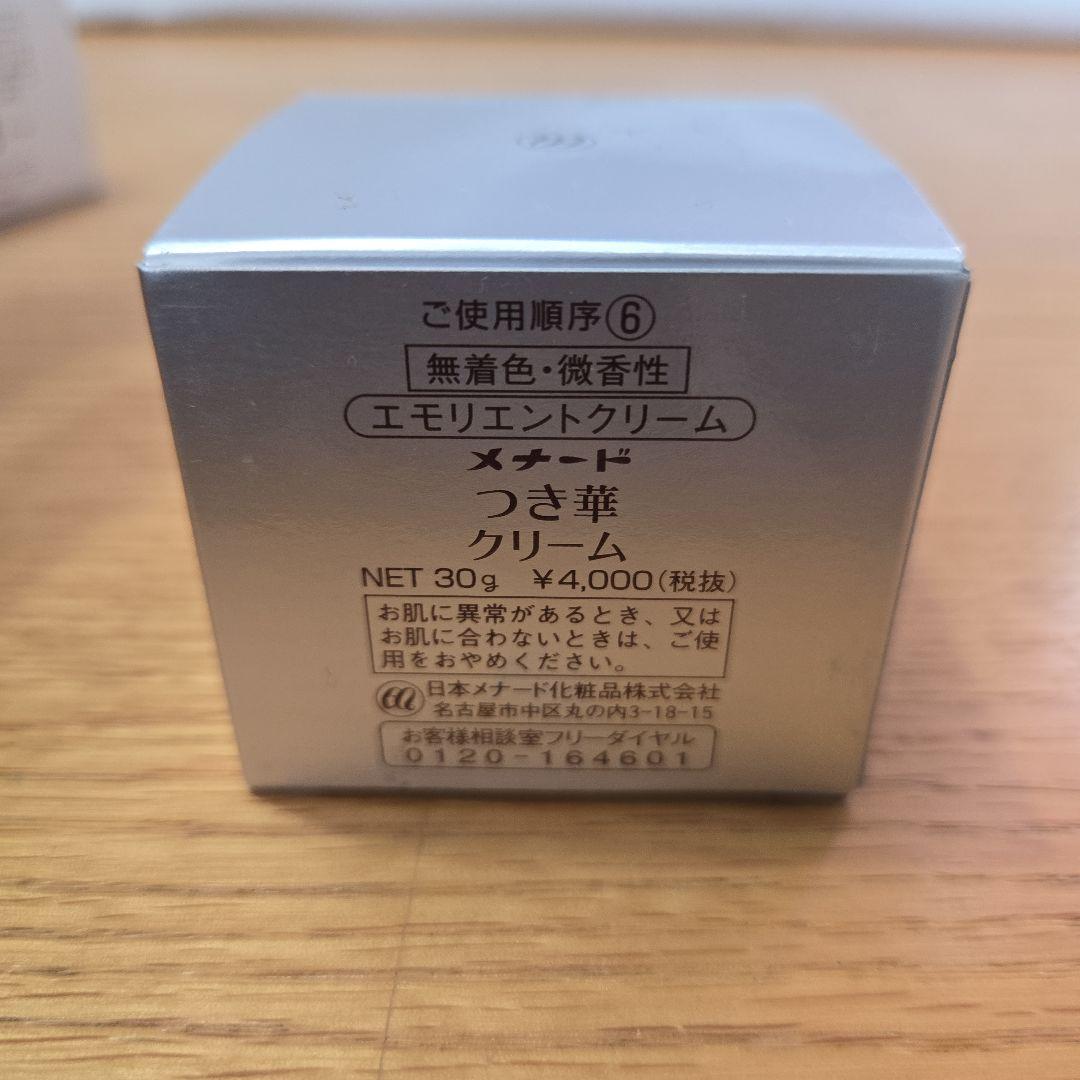 ご使用順序⑥
無着色・微香性
エモリエントクリーム
メナード
つき華
クリーム
NET 30g ¥4,000(税抜)
お肌に異常があるとき、又は
お肌に合わないときは、ご使
用をおやめください。
日本メナード化粧品株式会社
名古屋市中区丸の内3-18-15
お客様相談室フリーダイヤル
0120-164601